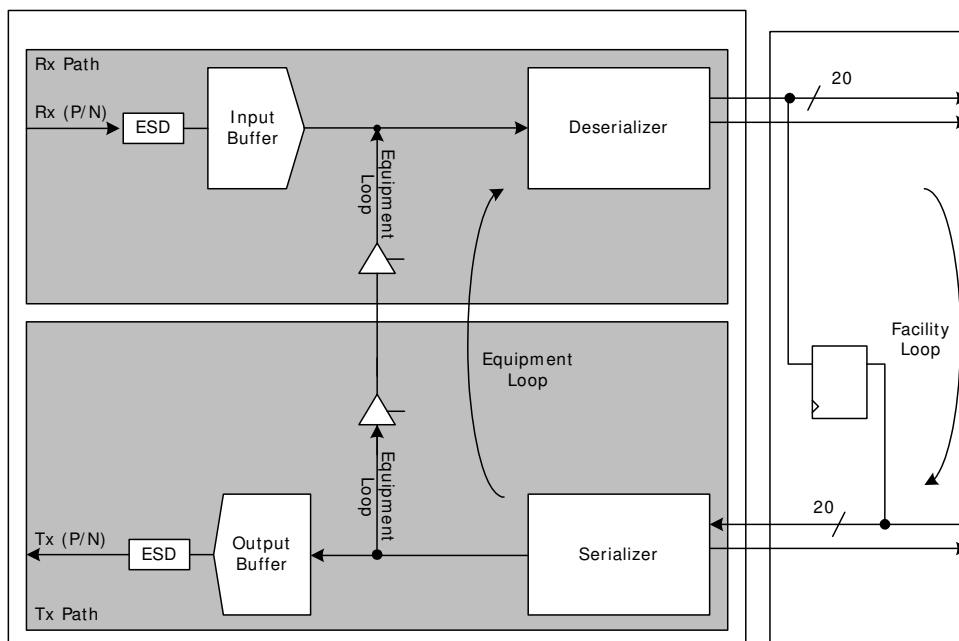 Rx Path
Rx (P/N)
ESD
Input
Buffer
Deserializer
20
Equipment
Loop
Equipment
Loop
Facility
Loop
Equipment
Loop
20
Tx (P/N)
ESD
Output
Buffer
Serializer
Tx Path